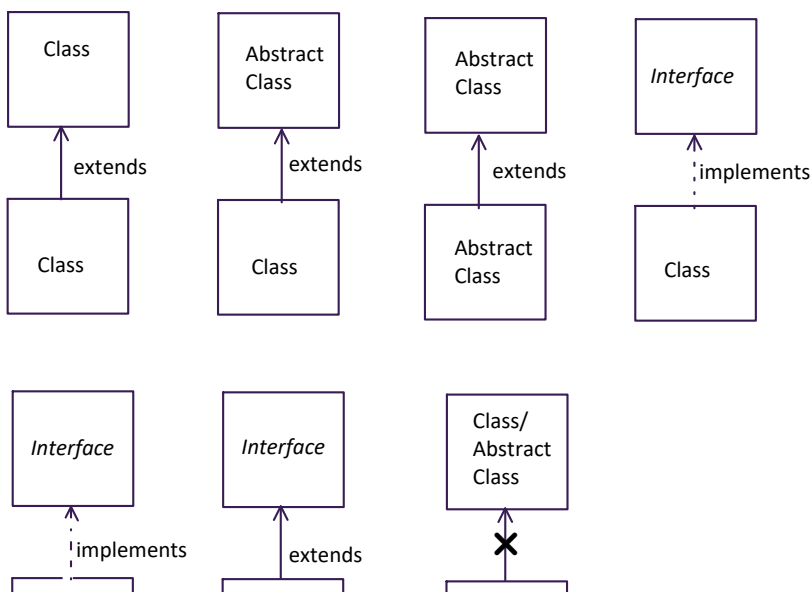 Class
extends
Class
Abstract
Class
extends
Class
Abstract
Class
extends
Abstract
Class
Interface
implements
Class
Interface
implements
Interface
extends
Class/
Abstract
Class